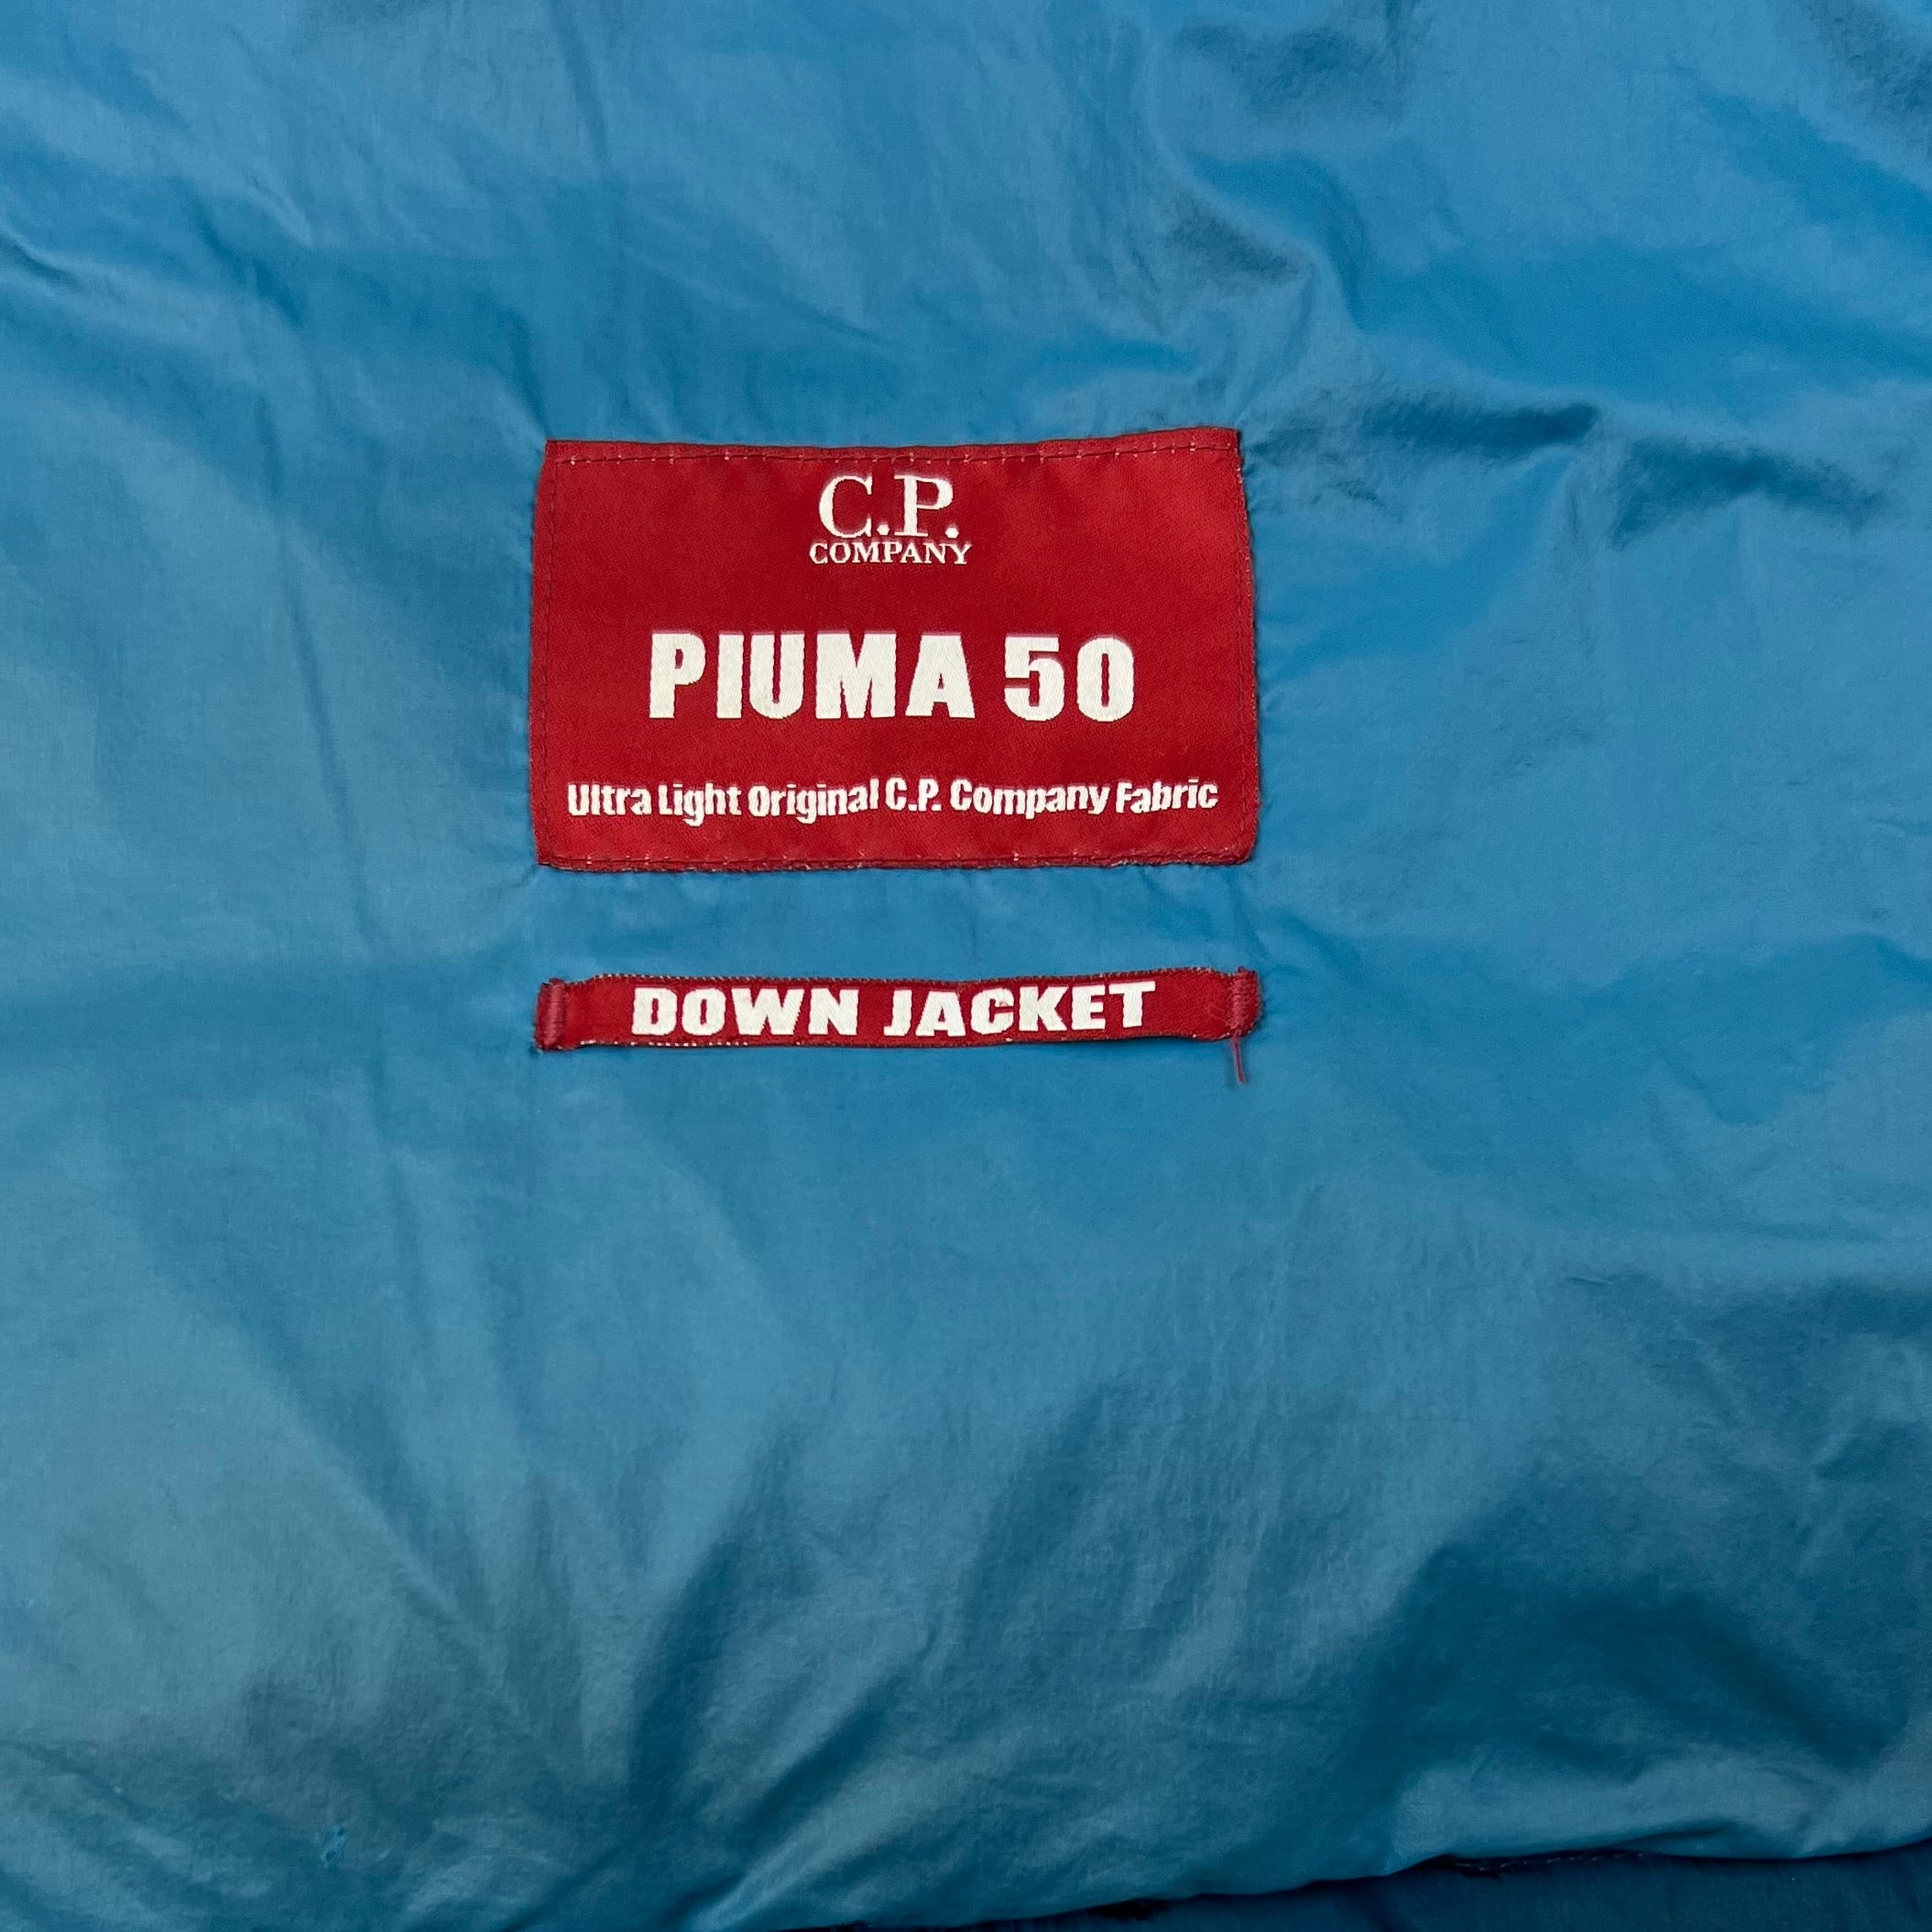 C.P.
COMPANY
PIUMA 50
Ultra Light Original C.P. Company Fabric
DOWN JACKET